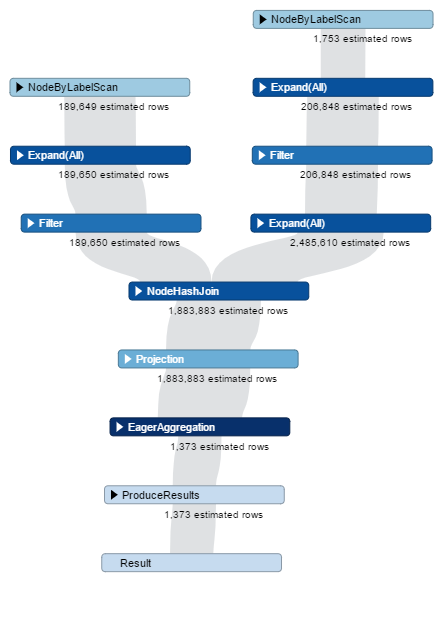 NodeByLabelScan
1,753 estimated rows
NodeByLabelScan
189,649 estimated rows
Expand(All)
206,848 estimated rows
Expand(All)
189,650 estimated rows
Filter
206,848 estimated rows
Filter
189,650 estimated rows
Expand(All)
2,485,610 estimated rows
NodeHashJoin
1,883,883 estimated rows
Projection
1,883,883 estimated rows
EagerAggregation
1,373 estimated rows
ProduceResults
1,373 estimated rows
Result